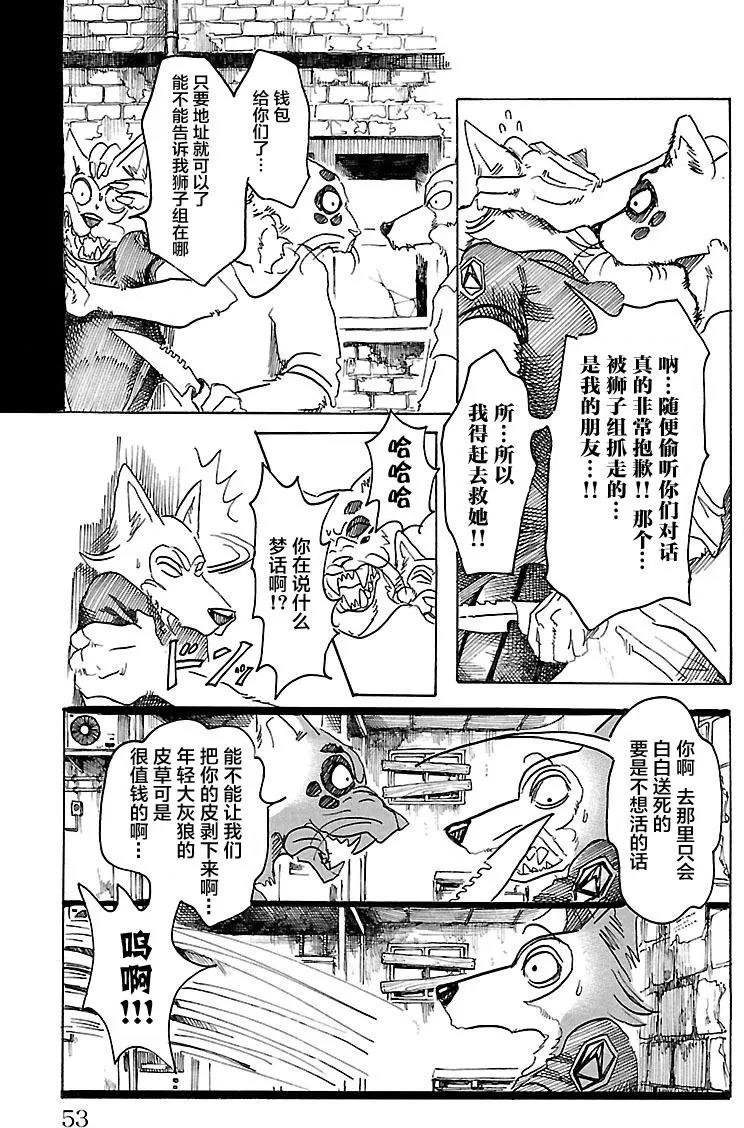 呐…随便偷听你们对话
真的非常抱歉!! 那个…
被狮子组抓走的…
是我的朋友…!!
所…所以
我得赶去救她!!
钱包
给你们了…
只要地址就可以了
能不能告诉我狮子组在哪
哈哈哈
你在说什么
梦话啊!?
你啊 去那里只会
白白送死的
要是不想活的话
能不能让我们
把你的皮剥下来啊…
年轻大灰狼的
皮草可是
很值钱的啊…
呜啊!!!
53